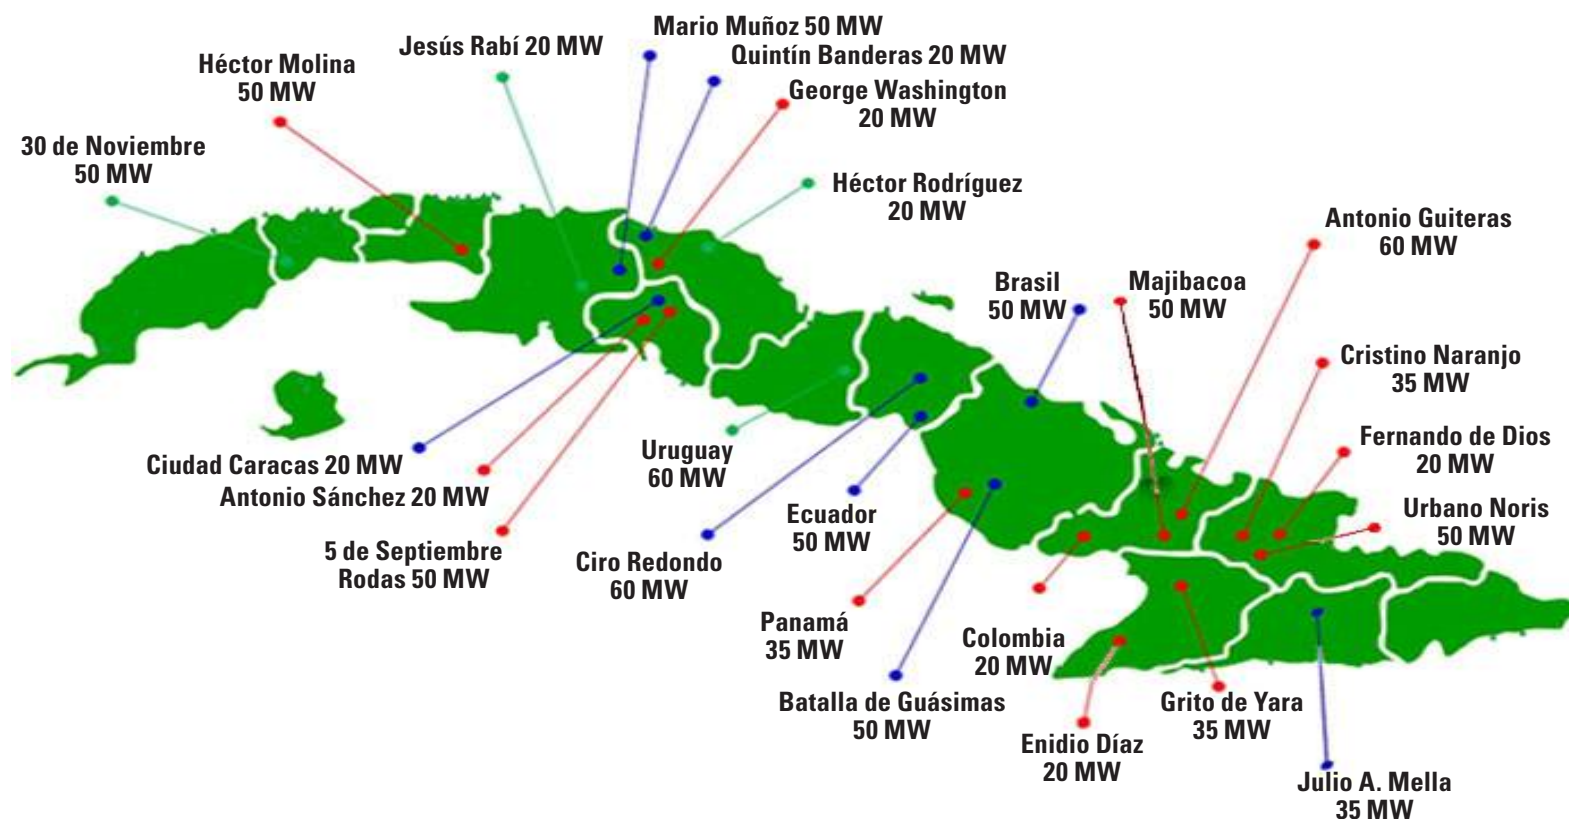 Mario Muñoz 50 MW
Jesús Rabí 20 MW
Quintín Banderas 20 MW
Héctor Molina
50 MW
George Washington
20 MW
30 de Noviembre
50 MW
Héctor Rodríguez
20 MW
Antonio Guiteras
60 MW
Brasil
50 MW
Majibacoa
50 MW
Cristino Naranjo
35 MW
Fernando de Dios
20 MW
Uruguay
60 MW
Ciudad Caracas 20 MW
Antonio Sánchez 20 MW
Ecuador
50 MW
Urbano Noris
50 MW
5 de Septiembre
Rodas 50 MW
Ciro Redondo
60 MW
Panamá
35 MW
Colombia
20 MW
Batalla de Guásimas
50 MW
Grito de Yara
35 MW
Enidio Díaz
20 MW
Julio A. Mella
35 MW